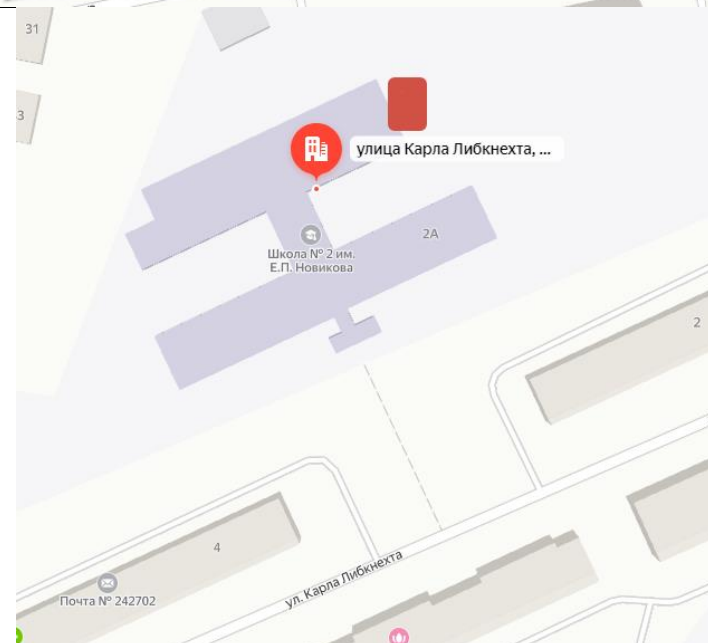 31
3
улица Карла Либкнехта, ...
2А
Школа № 2 им.
Е.П. Новикова
2
4
ул. Карла Либкнехта
Почта № 242702